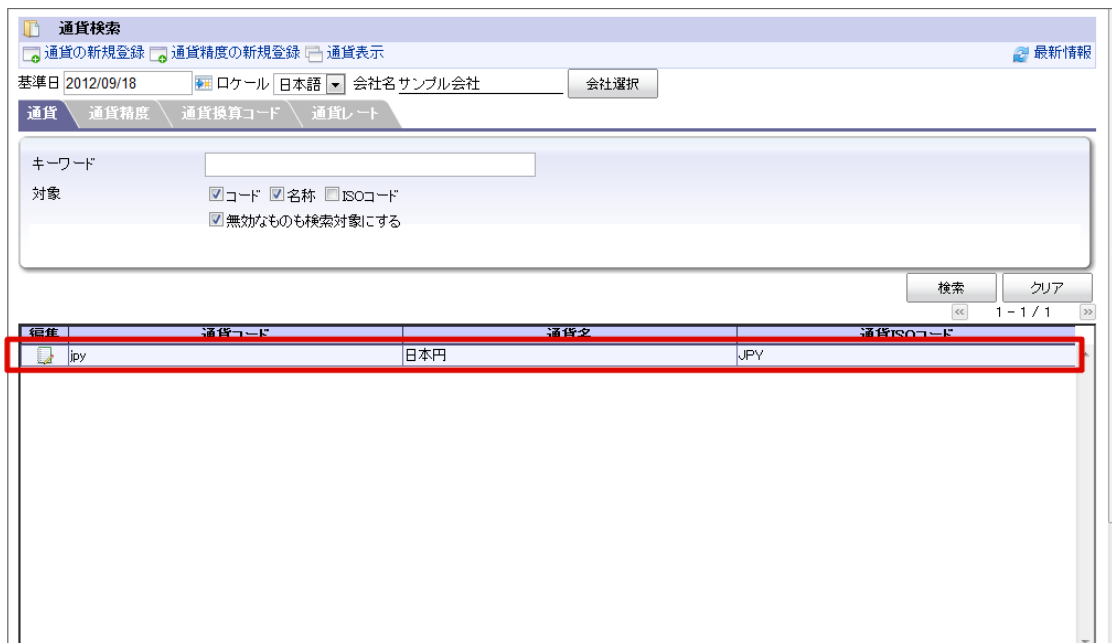 通貨検索
通貨の新規登録 通貨精度の新規登録 通貨表示 最新情報
基準日 2012/09/18 ロケール 日本語 会社名 サンプル会社 会社選択
通貨 通貨精度 通貨換算コード 通貨レート
キーワード
対象 コード 名称 ISOコード
無効なものも検索対象にする
検索 クリア
<< 1 - 1 / 1 >>
編集 通貨コード 通貨名 通貨ISOコード
jpy 日本円 JPY